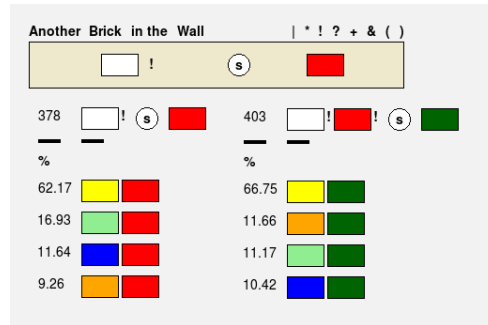 Another Brick in the Wall | * ! ? + & ( )
! s
378 ! s 403 ! ! s
% %
62.17 66.75
16.93 11.66
11.64 11.17
9.26 10.42